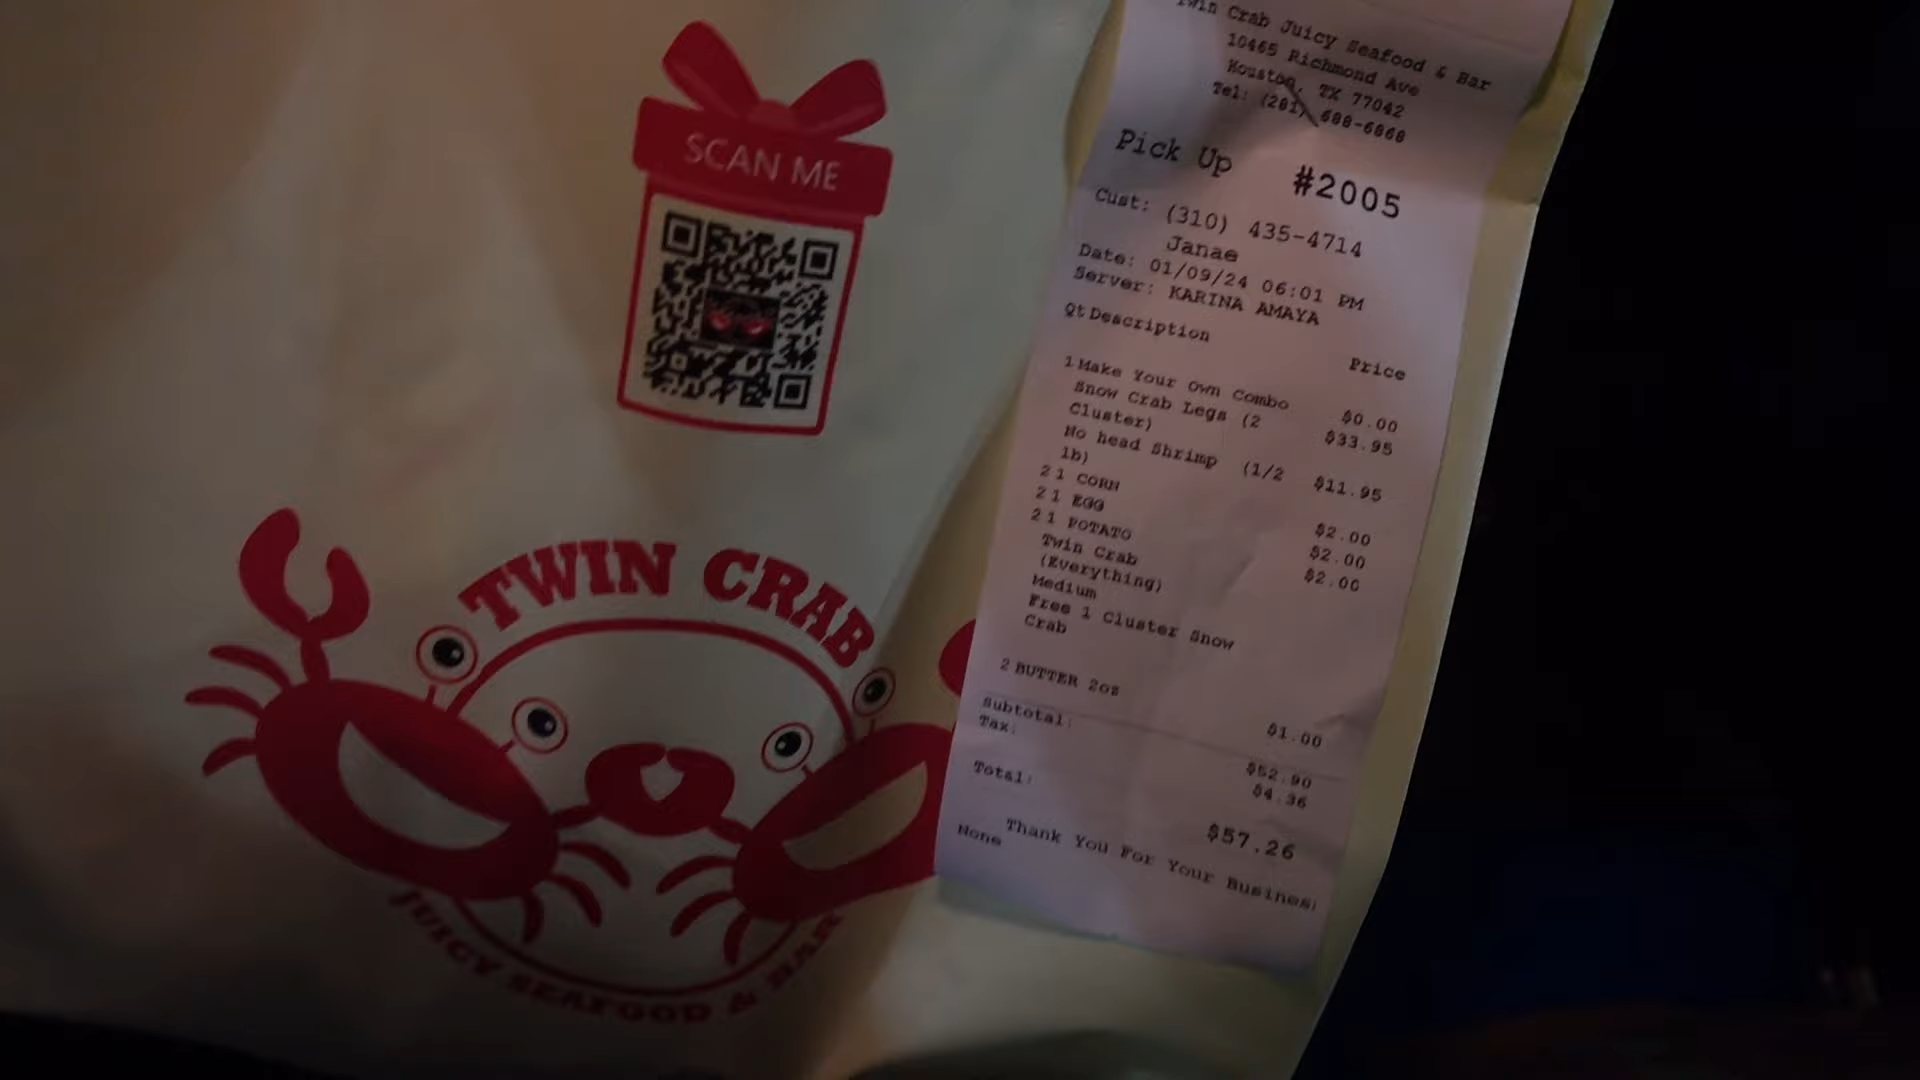 SCAN ME
TWIN CRAB
JUICY SEAFOOD & BAR
Twin Crab Juicy Seafood & Bar
10465 Richmond Ave
Houston, TX 77042
Tel: (281) 688-6868
Pick Up #2005
Cust: (310) 435-4714
Janae
Date: 01/09/24 06:01 PM
Server: KARINA AMAYA
Qt Description Price
1 Make Your Own Combo $0.00
Snow Crab Legs (2 $33.95
Cluster)
No head Shrimp (1/2 $11.95
lb)
2 1 CORN $2.00
2 1 EGG $2.00
2 1 POTATO $2.00
Twin Crab
(Everything)
Medium
Free 1 Cluster Snow
Crab
2 BUTTER 2oz $1.00
Subtotal: $52.90
Tax: $4.36
Total: $57.26
Thank You For Your Business
None